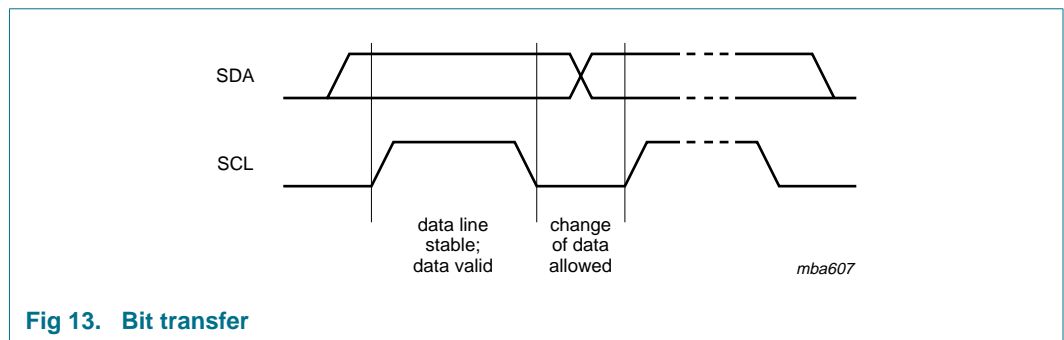 SDA
SCL
data line
stable;
data valid
change
of data
allowed
mba607
Fig 13. Bit transfer